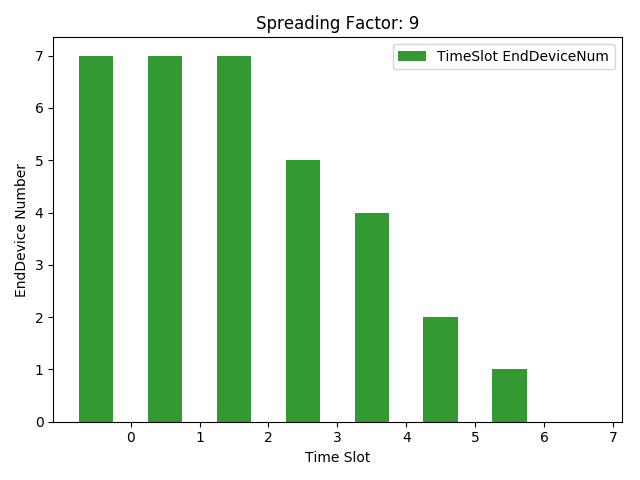 Spreading Factor: 9
TimeSlot EndDeviceNum
7
6
5
4
3
2
1
0
EndDevice Number
0 1 2 3 4 5 6 7
Time Slot